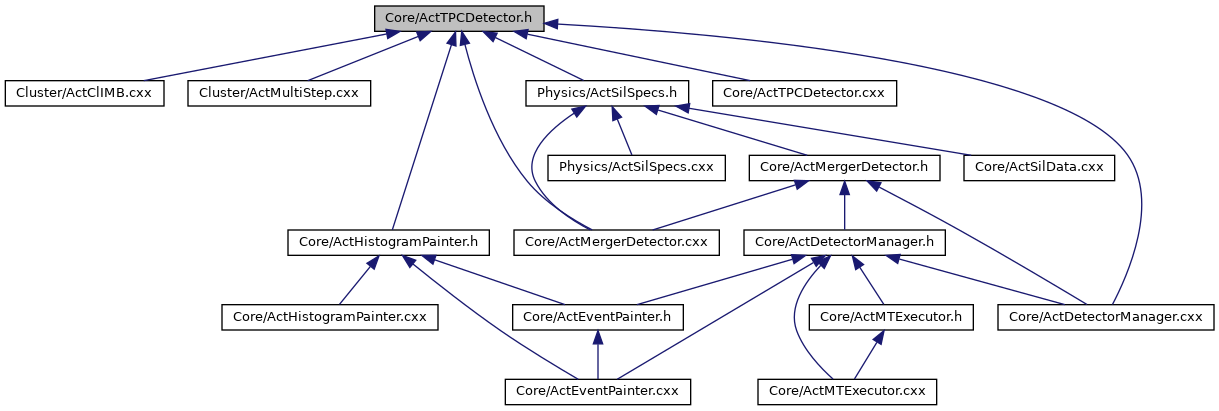 Core/ActTPCDetector.h
Cluster/ActClIMB.cxx
Cluster/ActMultiStep.cxx
Physics/ActSilSpecs.h
Core/ActTPCDetector.cxx
Physics/ActSilSpecs.cxx
Core/ActMergerDetector.h
Core/ActSilData.cxx
Core/ActHistogramPainter.h
Core/ActMergerDetector.cxx
Core/ActDetectorManager.h
Core/ActHistogramPainter.cxx
Core/ActEventPainter.h
Core/ActMTExecutor.h
Core/ActDetectorManager.cxx
Core/ActEventPainter.cxx
Core/ActMTExecutor.cxx